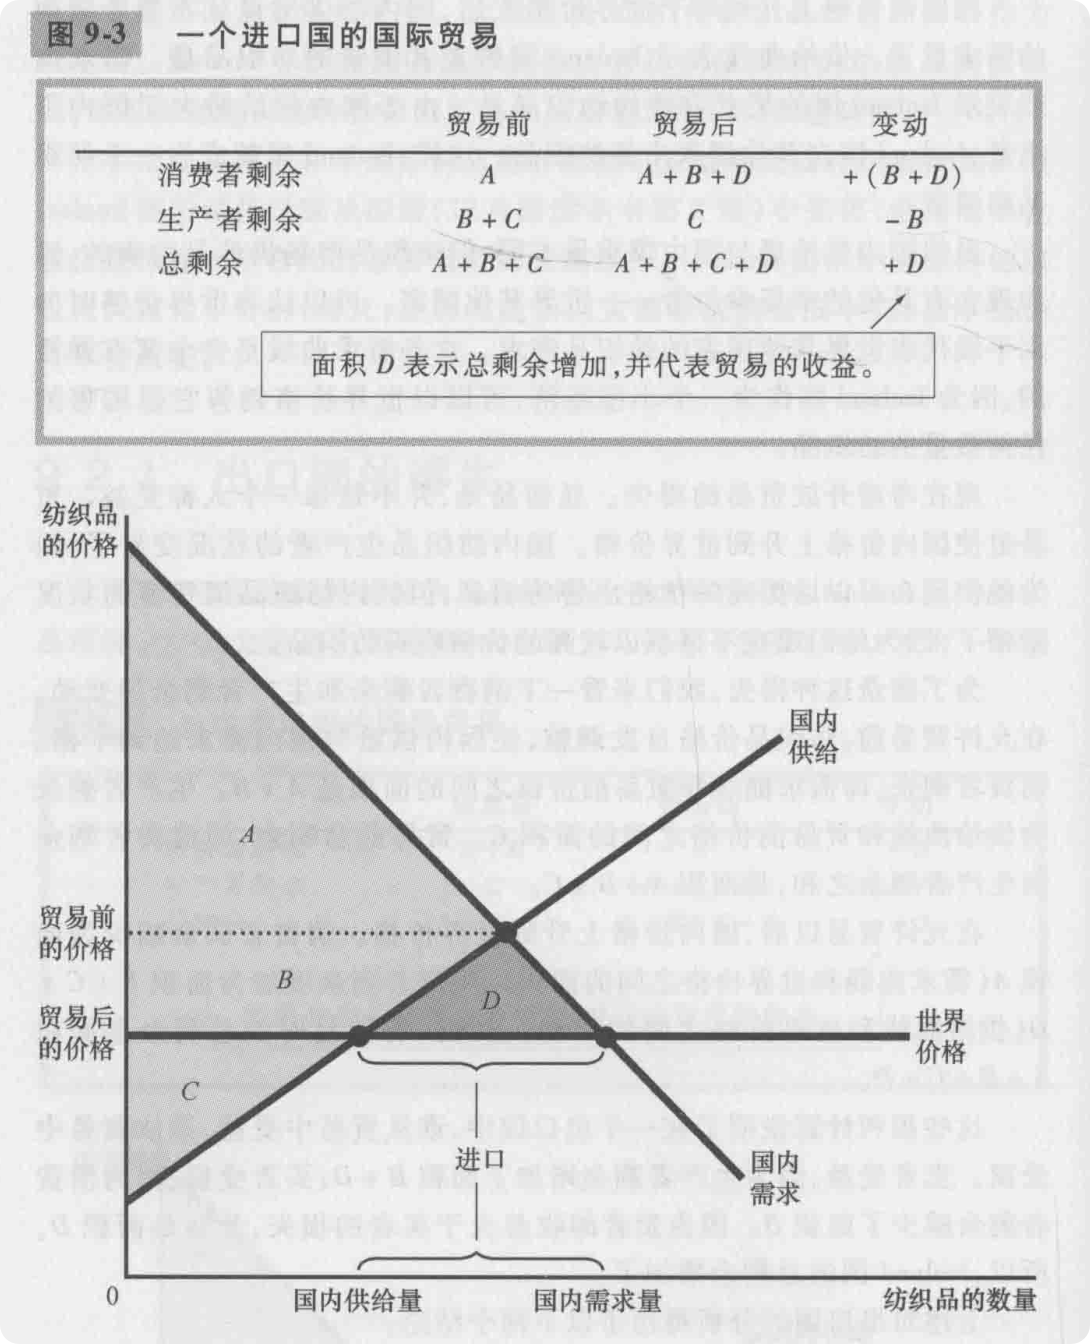 图 9-3 一个进口国的国际贸易
贸易前 贸易后 变动
消费者剩余 A A+B+D +(B+D)
生产者剩余 B+C C -B
总剩余 A+B+C A+B+C+D +D
面积 D 表示总剩余增加,并代表贸易的收益。
纺织品
的价格
国内
供给
A
贸易前
的价格
B
D
贸易后
的价格
世界
价格
C
进口
国内
需求
0
国内供给量
国内需求量
纺织品的数量